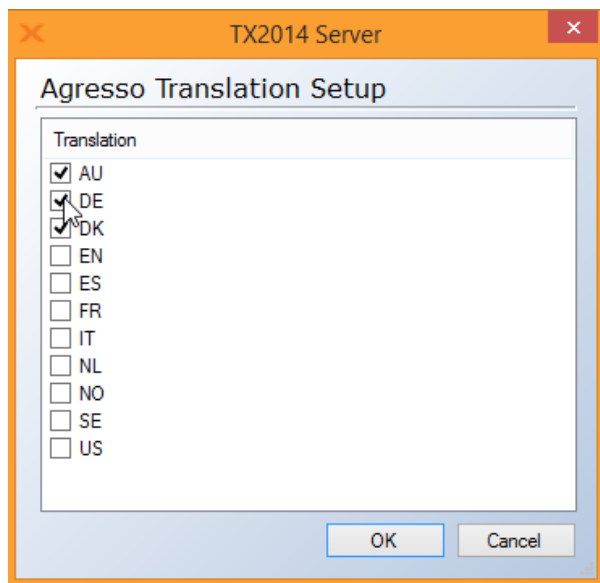 TX2014 Server
Agresso Translation Setup
Translation
AU
DE
DK
EN
ES
FR
IT
NL
NO
SE
US
OK Cancel